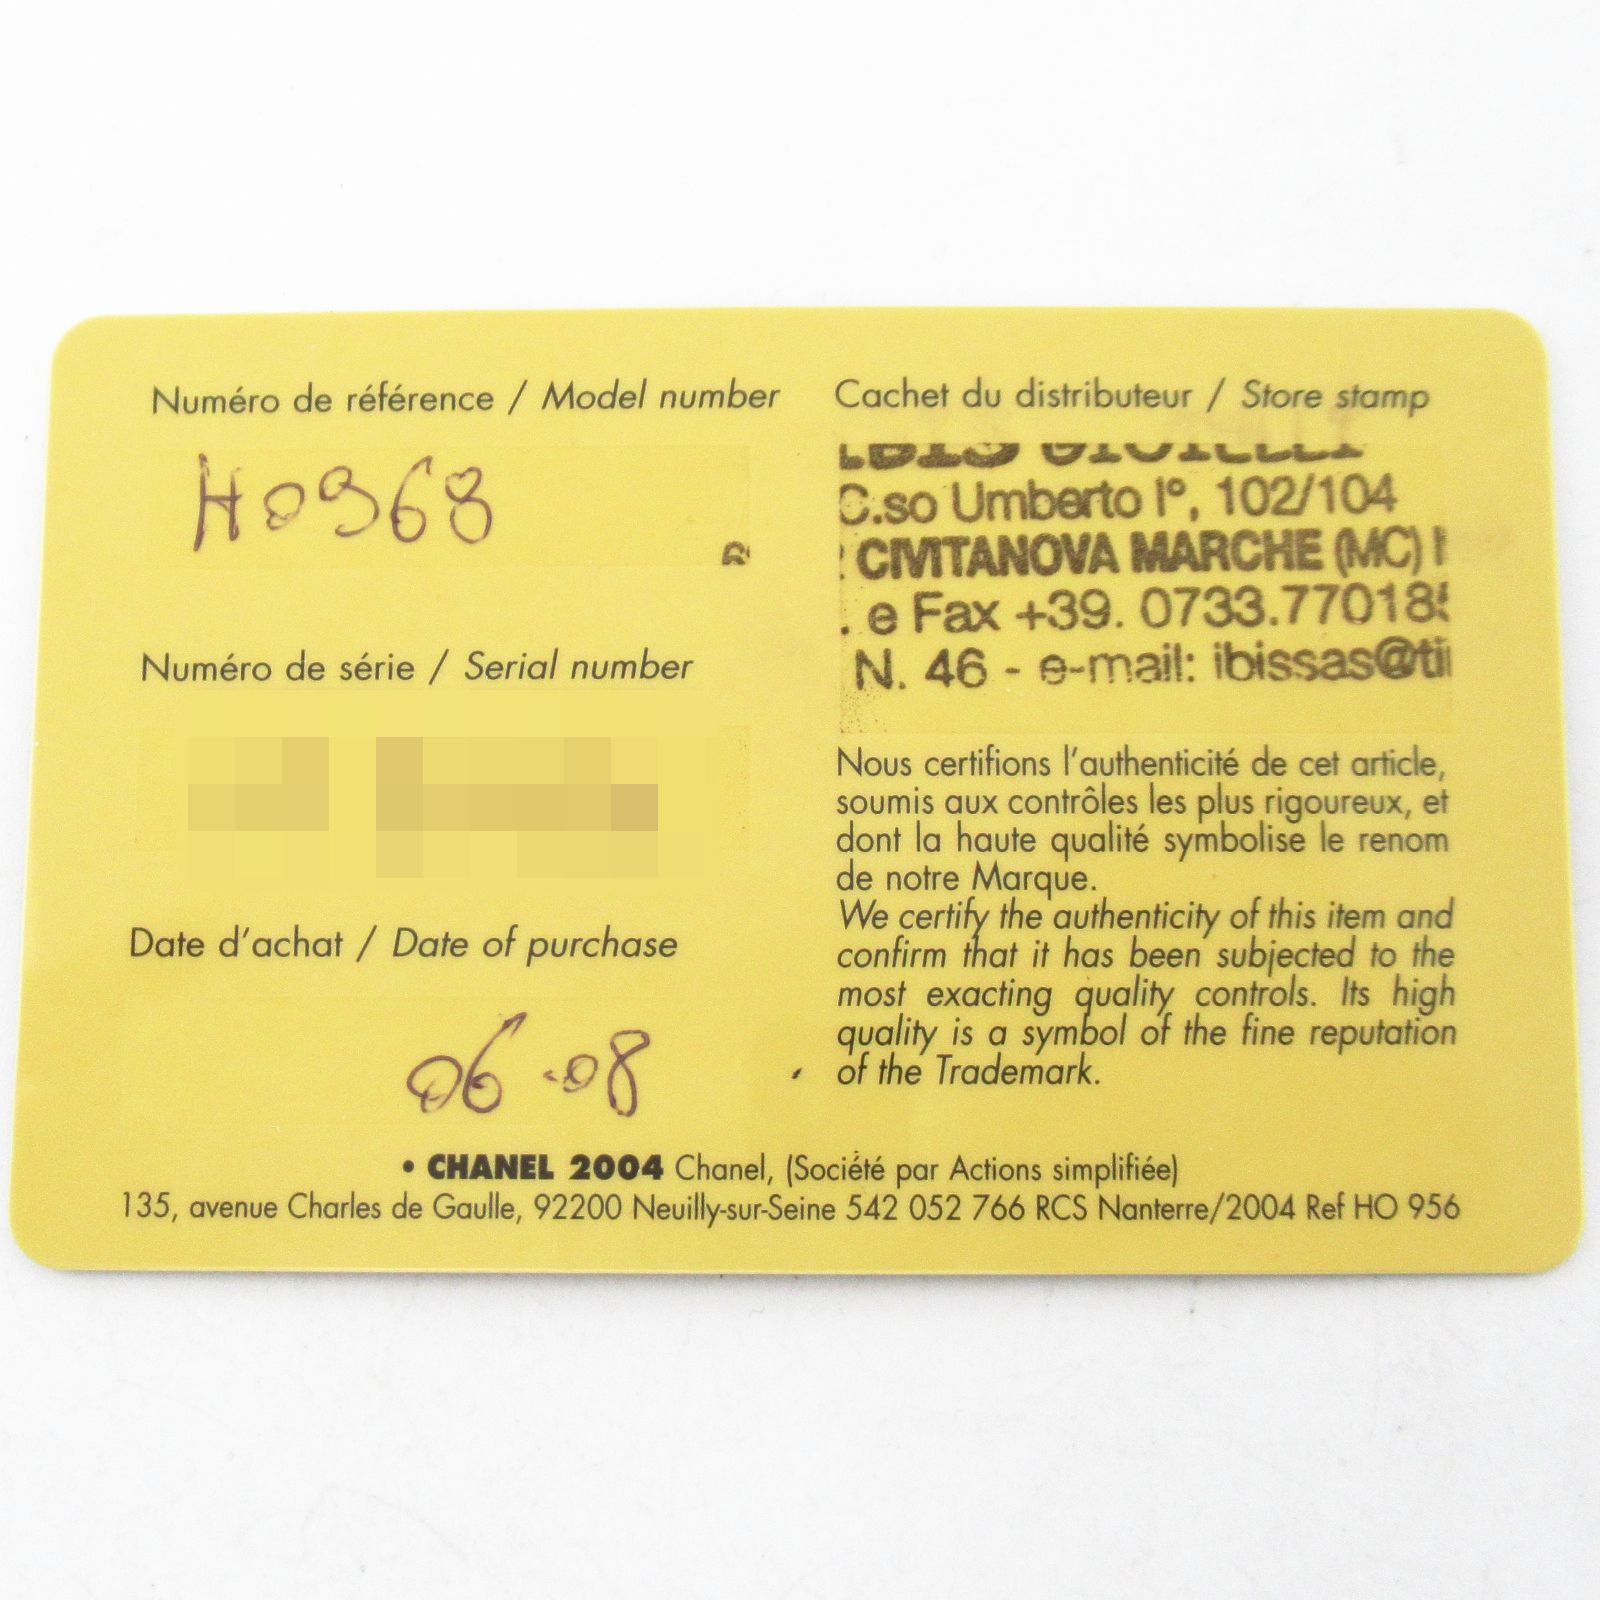 Numéro de référence / Model number
H0968
Numéro de série / Serial number
Date d'achat / Date of purchase
06-08
Cachet du distributeur / Store stamp
IBIS GIOIELLI
C.so Umberto I°, 102/104
CIVITANOVA MARCHE (MC) I
. e Fax +39. 0733.77018
N. 46 - e-mail: ibissas@ti
Nous certifions l'authenticité de cet article,
soumis aux contrôles les plus rigoureux, et
dont la haute qualité symbolise le renom
de notre Marque.
We certify the authenticity of this item and
confirm that it has been subjected to the
most exacting quality controls. Its high
quality is a symbol of the fine reputation
of the Trademark.
• CHANEL 2004 Chanel, (Société par Actions simplifiée)
135, avenue Charles de Gaulle, 92200 Neuilly-sur-Seine 542 052 766 RCS Nanterre/2004 Ref HO 956